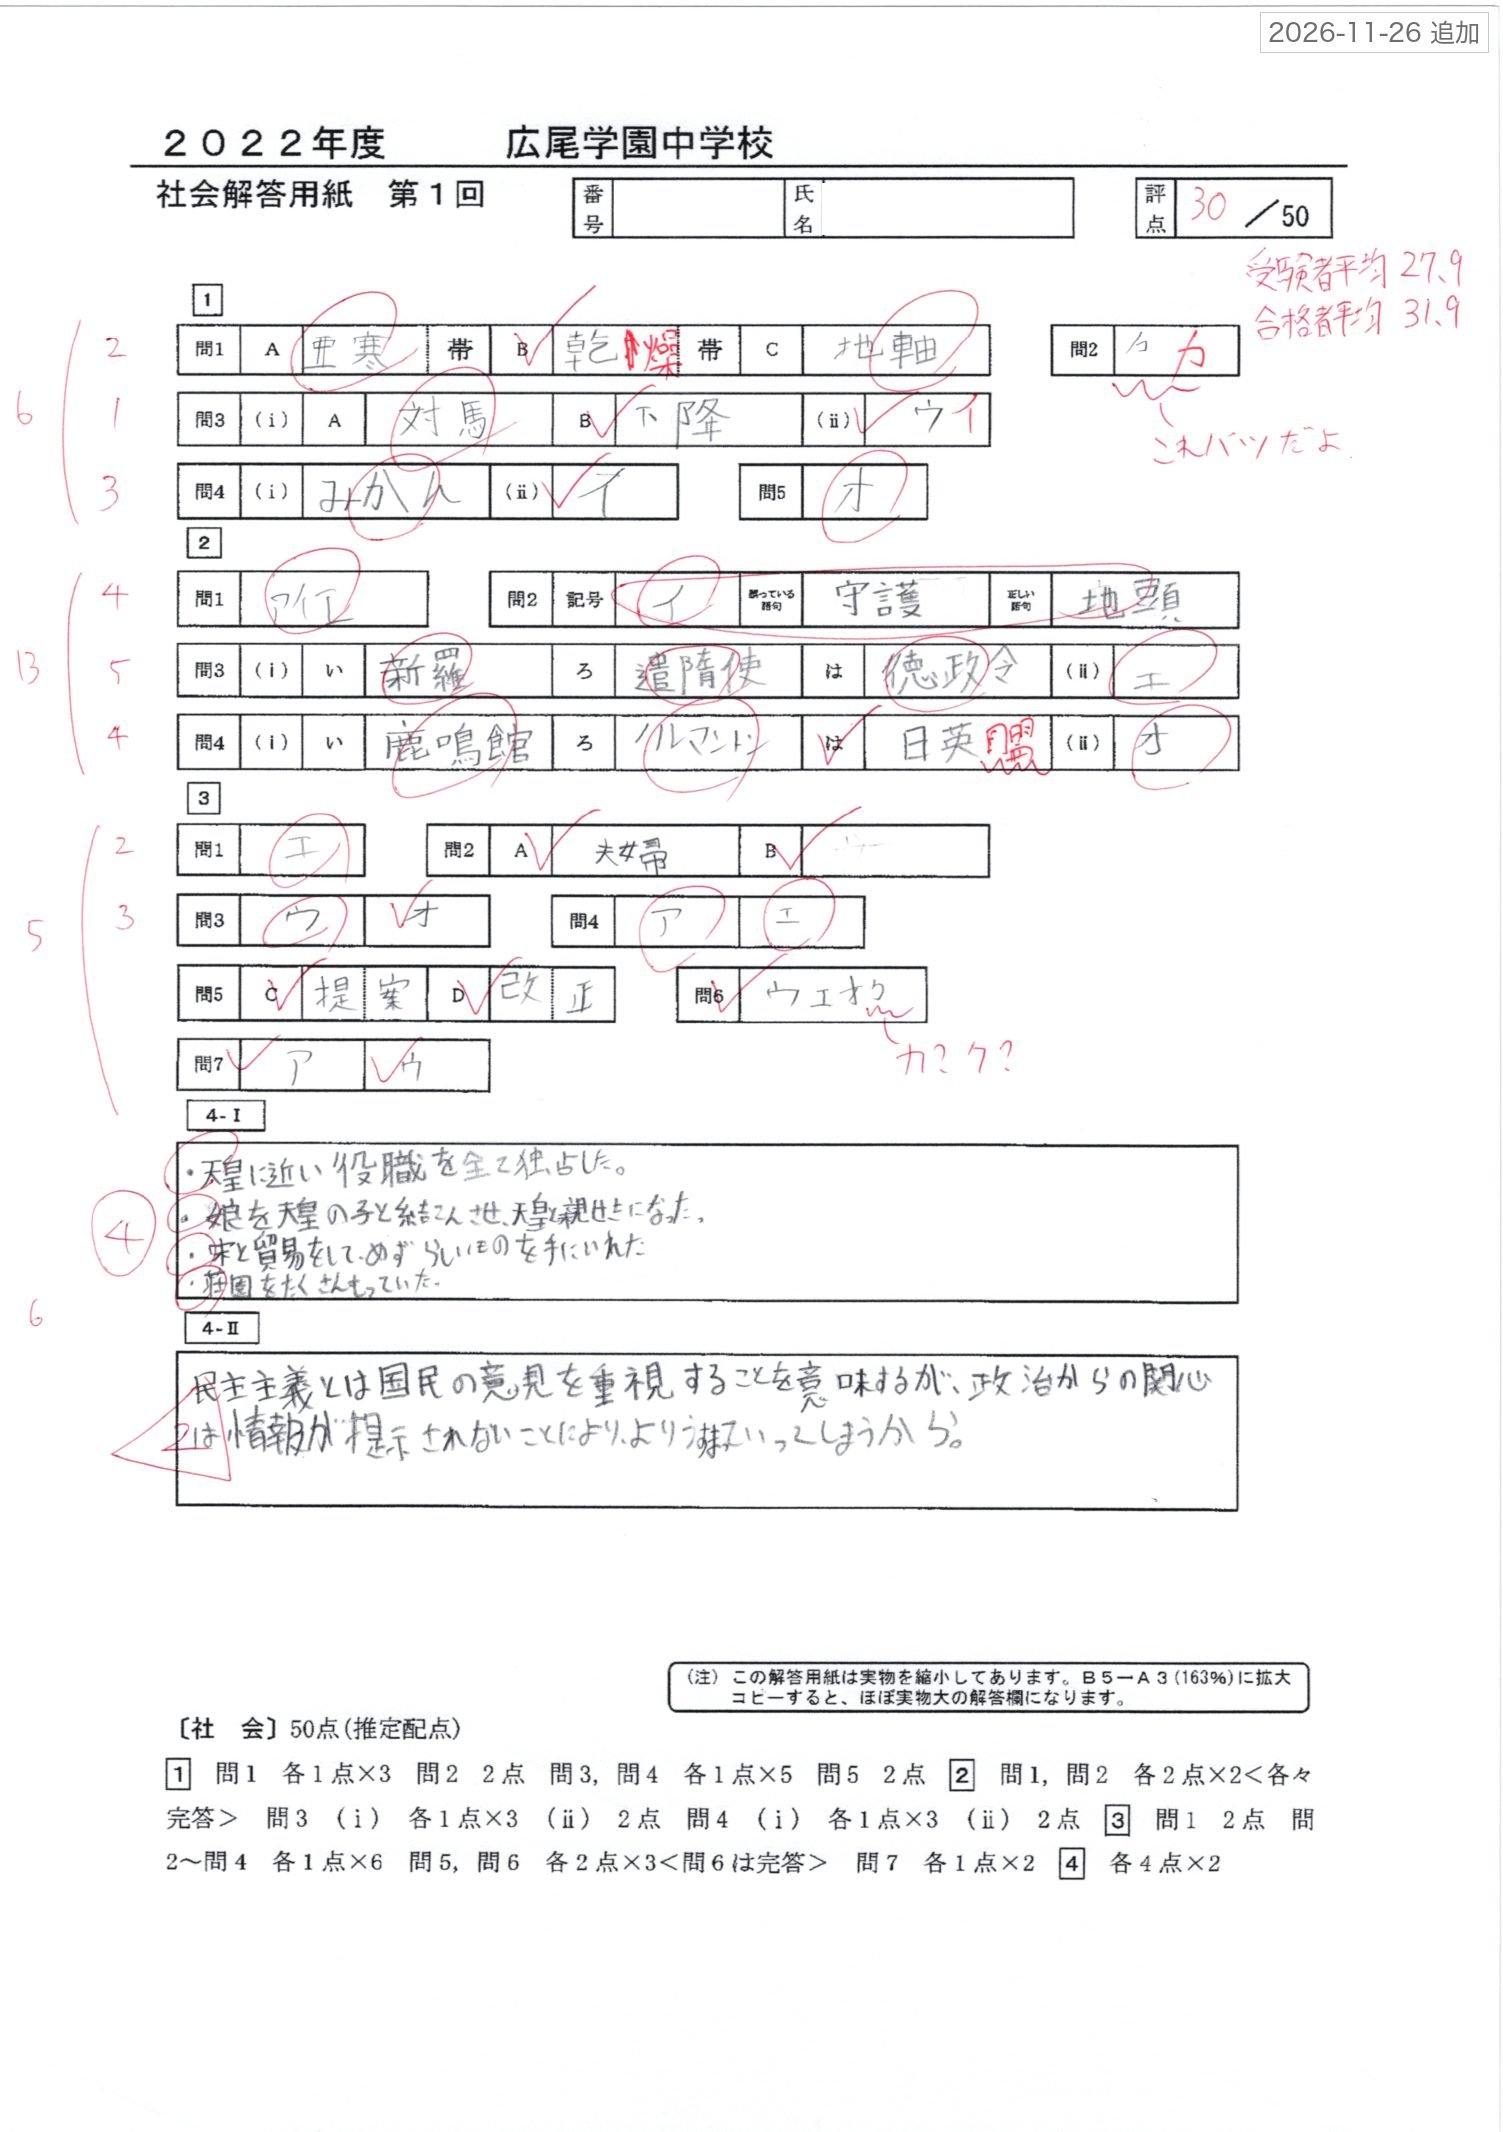 2026-11-26 追加
2022年度 広尾学園中学校
社会解答用紙 第1回 番号 氏名 評点 30 /50
受験者平均 27.9
合格者平均 31.9
1
2 問1 A 亜寒 帯 B 乾 燥 帯 C 地軸 問2 カ カ
6 1 問3 (i) A 対馬 B 下降 (ii) ウ イ
これバツだよ.
3 問4 (i) みかん (ii) イ 問5 オ
2
4 問1 アイエ 問2 記号 イ 誤っている語句 守護 正しい語句 地頭
13 5 問3 (i) い 新羅 ろ 遣隋使 は 徳政令 (ii) エ
4 問4 (i) い 鹿鳴館 ろ ノルマントン は 日英 (ii) オ
3
2 問1 エ 問2 A 夫婦 B ウ
5 3 問3 ウ オ 問4 ア エ
問5 C 提案 D 改正 問6 ウエオク
カ?ク?
問7 ア ウ
4-I
・天皇に近い役職を全て独占した。
4 ・娘を天皇の子と結こんさせ、天皇と親せきになった。
・宋と貿易をして、めずらしいものを手にいれた
・荘園をたくさんもっていた。
6
4-II
民主主義とは国民の意見を重視することを意味するが、政治からの関心
2 は情報が提示されないことにより、よりうすまっていってしまうから。
(注) この解答用紙は実物を縮小してあります。B5→A3(163%)に拡大
コピーすると、ほぼ実物大の解答欄になります。
〔社 会〕50点(推定配点)
1 問1 各1点×3 問2 2点 問3, 問4 各1点×5 問5 2点 2 問1, 問2 各2点×2<各々
完答> 問3 (i) 各1点×3 (ii) 2点 問4 (i) 各1点×3 (ii) 2点 3 問1 2点 問
2~問4 各1点×6 問5, 問6 各2点×3<問6は完答> 問7 各1点×2 4 各4点×2